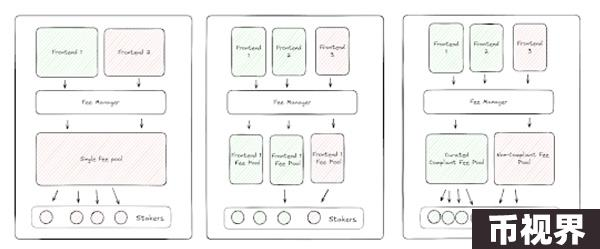 Frontend 1
Frontend 2
Fee Manager
Single fee pool
Stakers
Frontend
1
Frontend
2
Frontend
3
Fee Manager
Frontend 1
Fee Pool
Frontend 1
Fee Pool
Frontend 1
Fee Pool
Stakers
Frontend
1
Frontend
2
Frontend
3
Fee Manager
Curated
Compliant Fee
Pool
Non-Compliant Fee
Pool
币视界